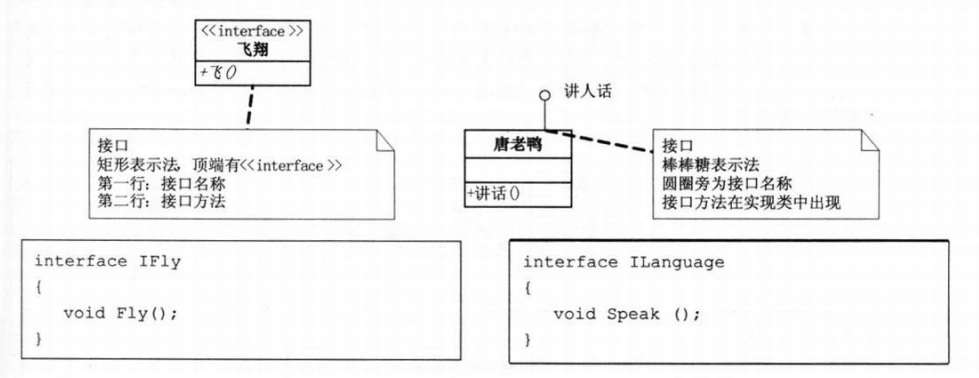 <<interface>>
飞翔
+飞()
讲人话
接口
矩形表示法,顶端有<<interface>>
第一行：接口名称
第二行：接口方法
唐老鸭
+讲话()
接口
棒棒糖表示法
圆圈旁为接口名称
接口方法在实现类中出现
interface IFly
{
void Fly();
}
interface ILanguage
{
void Speak ();
}